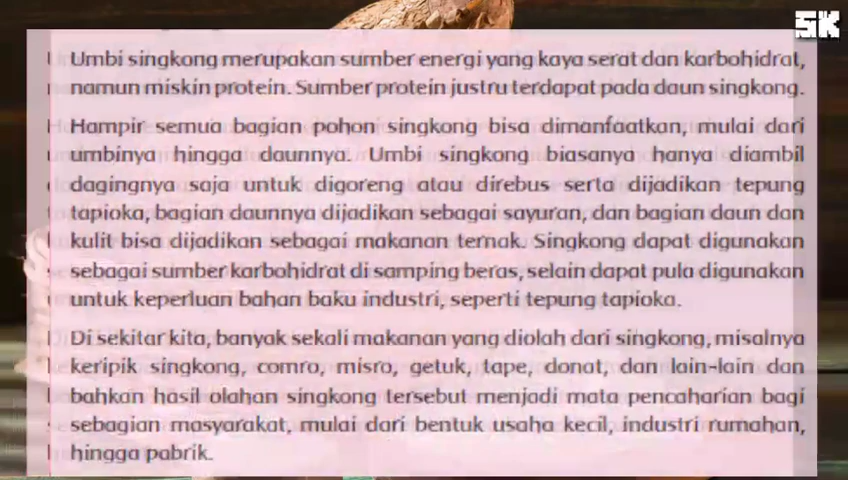 SK
Umbi singkong merupakan sumber energi yang kaya serat dan karbohidrat,
namun miskin protein. Sumber protein justru terdapat pada daun singkong.
Hampir semua bagian pohon singkong bisa dimanfaatkan, mulai dari
umbinya hingga daunnya. Umbi singkong biasanya hanya diambil
dagingnya saja untuk digoreng atau direbus serta dijadikan tepung
tapioka, bagian daunnya dijadikan sebagai sayuran, dan bagian daun dan
kulit bisa dijadikan sebagai makanan ternak. Singkong dapat digunakan
sebagai sumber karbohidrat di samping beras, selain dapat pula digunakan
untuk keperluan bahan baku industri, seperti tepung tapioka.
Di sekitar kita, banyak sekali makanan yang diolah dari singkong, misalnya
keripik singkong, comro, misro, getuk, tape, donat, dan lain-lain dan
bahkan hasil olahan singkong tersebut menjadi mata pencaharian bagi
sebagian masyarakat, mulai dari bentuk usaha kecil, industri rumahan,
hingga pabrik.